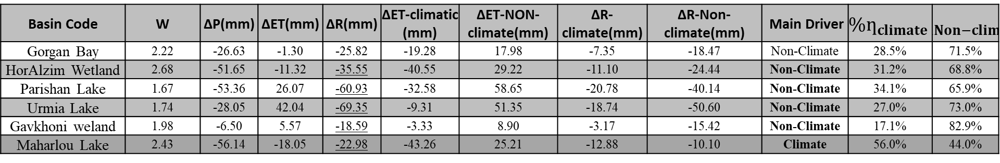 Basin Code W ΔP(mm) ΔET(mm) ΔR(mm) ΔET-climatic (mm) ΔET-NON-climate(mm) ΔR-climate(mm) ΔR-Non-climate(mm) Main Driver %ηclimate Non−clim
Gorgan Bay 2.22 -26.63 -1.30 -25.82 -19.28 17.98 -7.35 -18.47 Non-Climate 28.5% 71.5%
HorAlzim Wetland 2.68 -51.65 -11.32 -35.55 -40.55 29.22 -11.10 -24.44 Non-Climate 31.2% 68.8%
Parishan Lake 1.67 -53.36 26.07 -60.93 -32.58 58.65 -20.78 -40.14 Non-Climate 34.1% 65.9%
Urmia Lake 1.74 -28.05 42.04 -69.35 -9.31 51.35 -18.74 -50.60 Non-Climate 27.0% 73.0%
Gavkhoni weland 1.98 -6.50 5.57 -18.59 -3.33 8.90 -3.17 -15.42 Non-Climate 17.1% 82.9%
Maharlou Lake 2.43 -56.14 -18.05 -22.98 -43.26 25.21 -12.88 -10.10 Climate 56.0% 44.0%